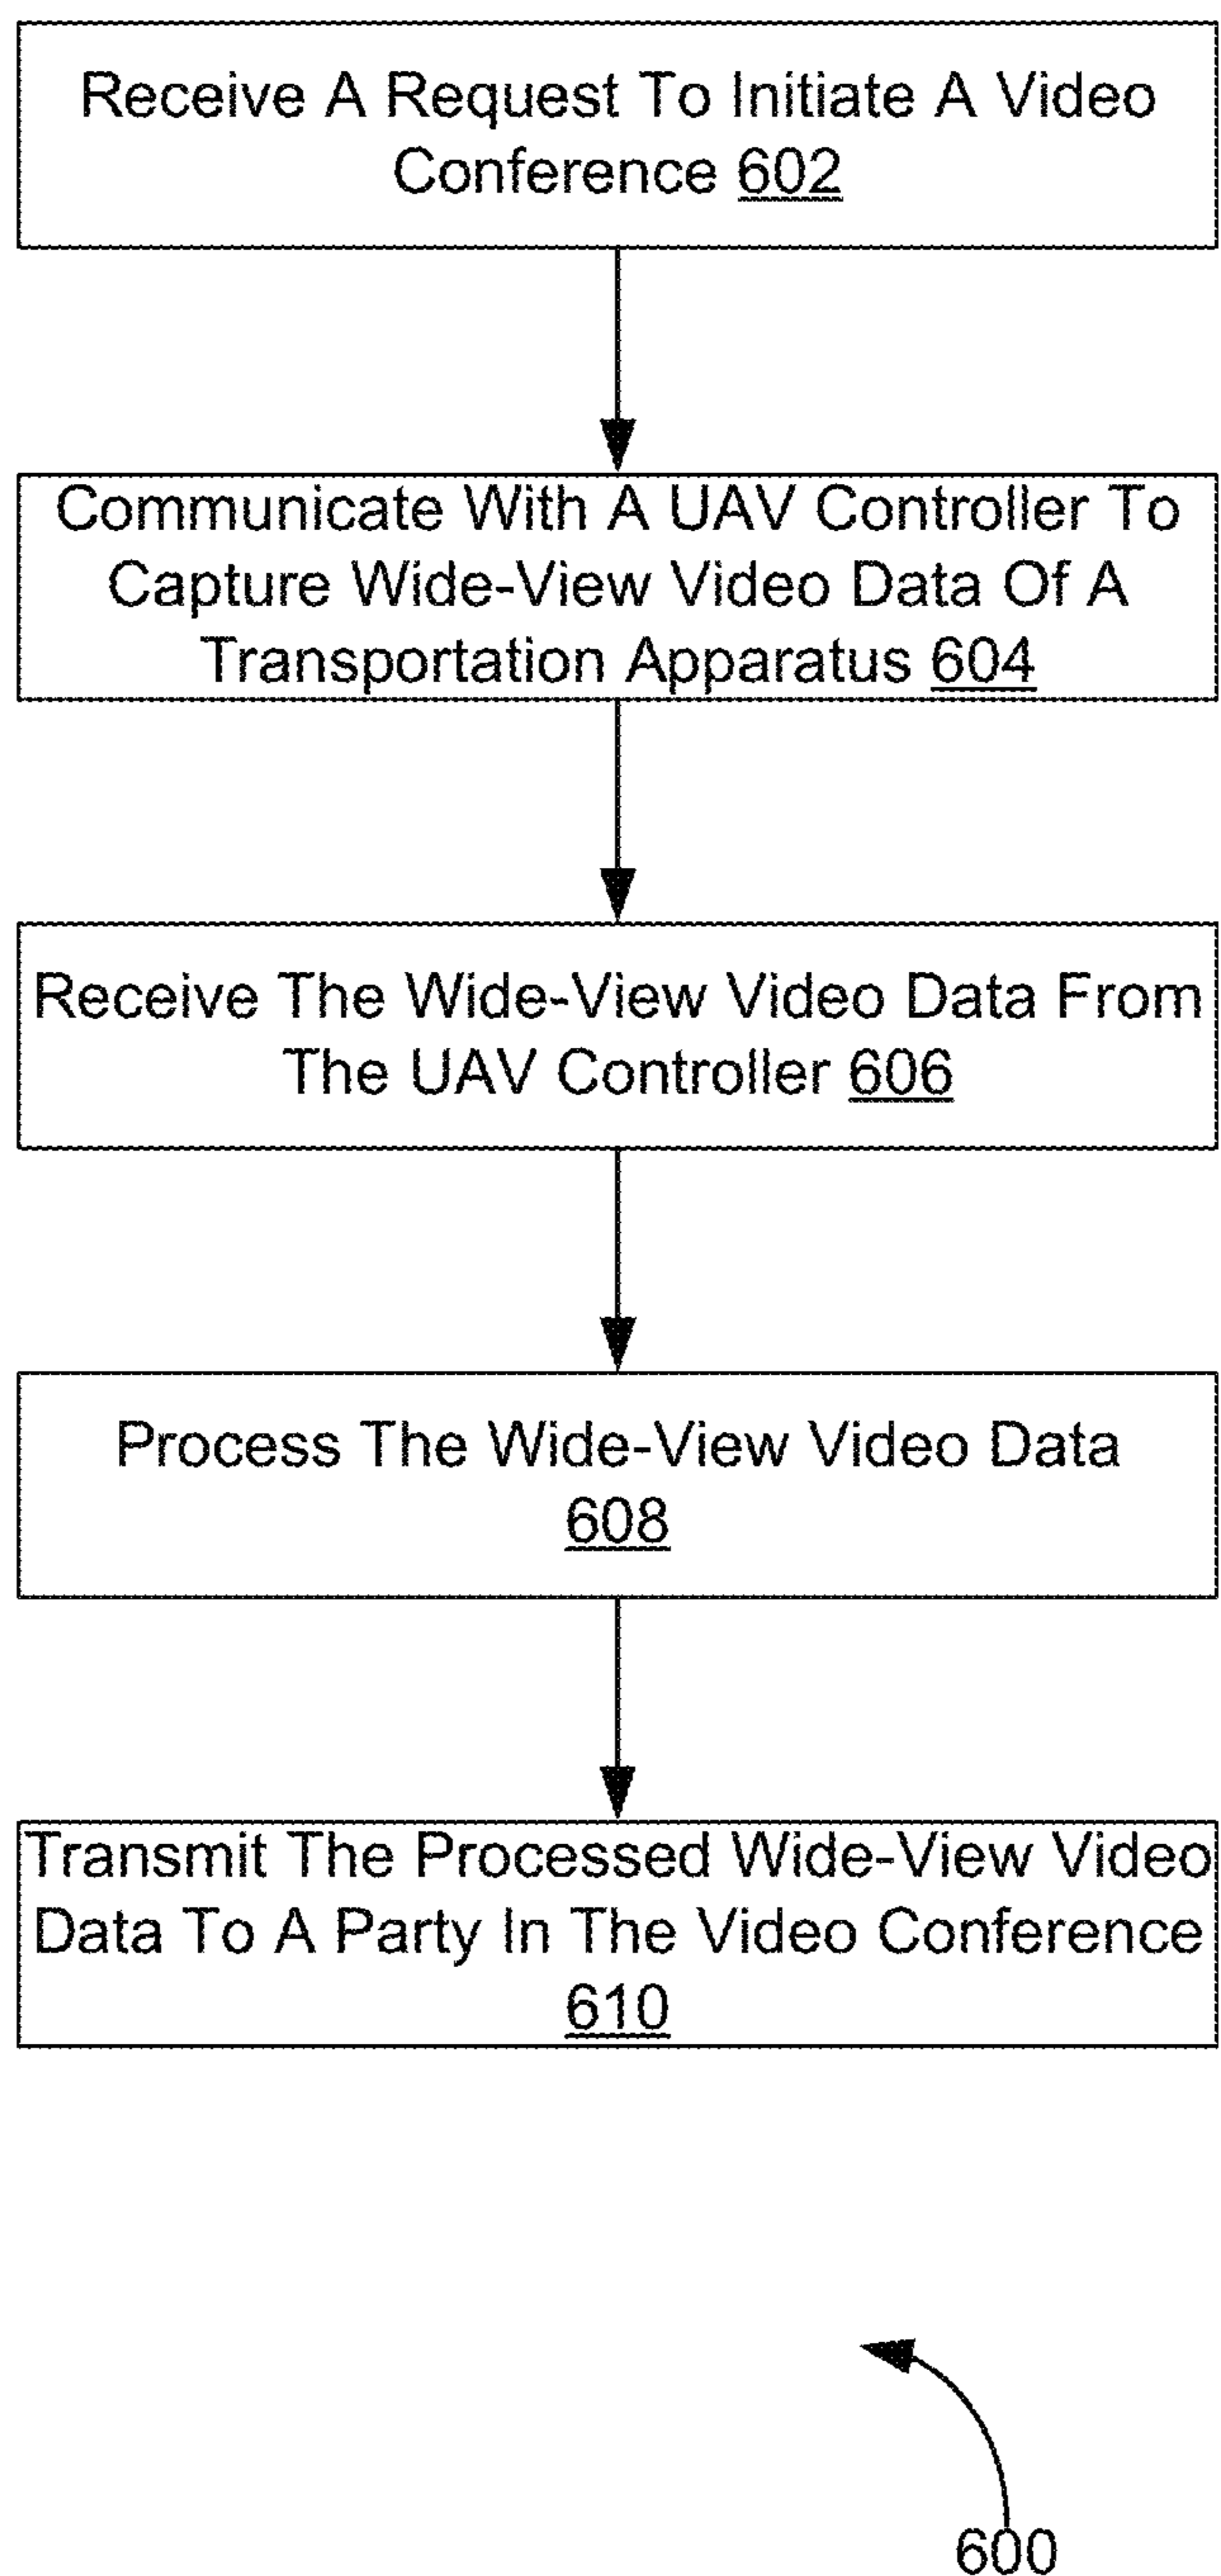 Receive A Request To Initiate A Video
Conference 602
Communicate With A UAV Controller To
Capture Wide-View Video Data Of A
Transportation Apparatus 604
Receive The Wide-View Video Data From
The UAV Controller 606
Process The Wide-View Video Data
608
Transmit The Processed Wide-View Video
Data To A Party In The Video Conference
610
600